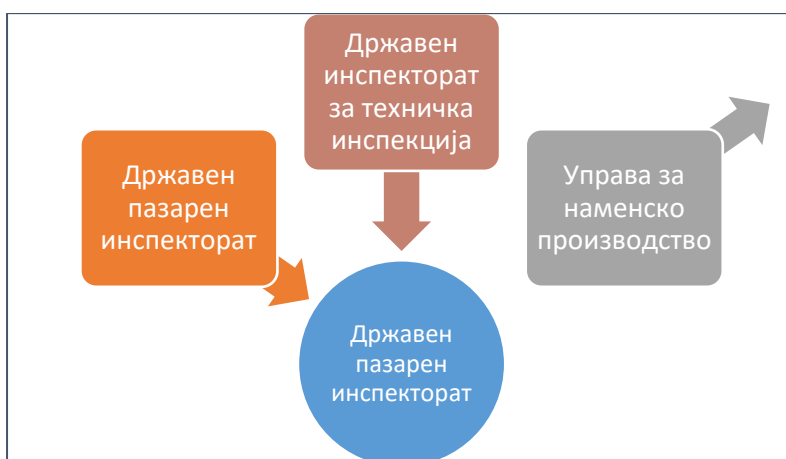 Државен
инспекторат
за техничка
инспекција
Државен
пазарен
инспекторат
Управа за
наменско
производство
Државен
пазарен
инспекторат